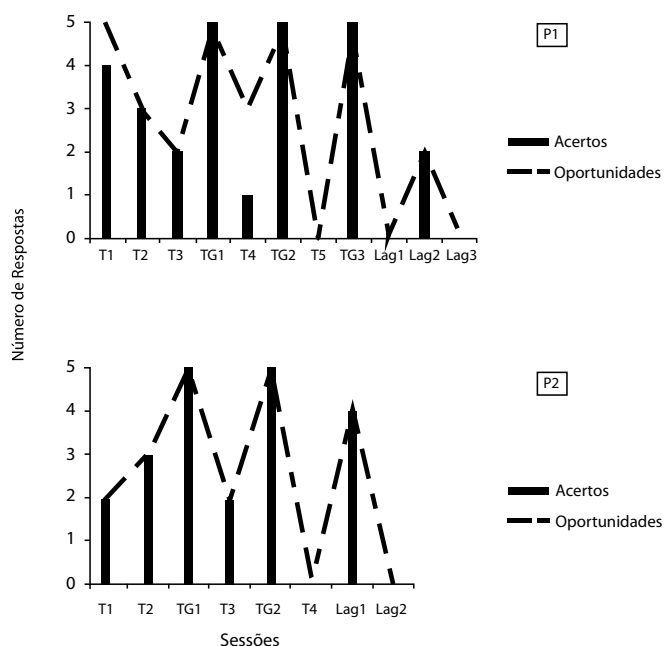 Número de Respostas
P1
5
4
3
2
1
0
T1 T2 T3 TG1 T4 TG2 T5 TG3 Lag1 Lag2 Lag3
Acertos
Oportunidades
P2
5
4
3
2
1
0
T1 T2 TG1 T3 TG2 T4 Lag1 Lag2
Acertos
Oportunidades
Sessões